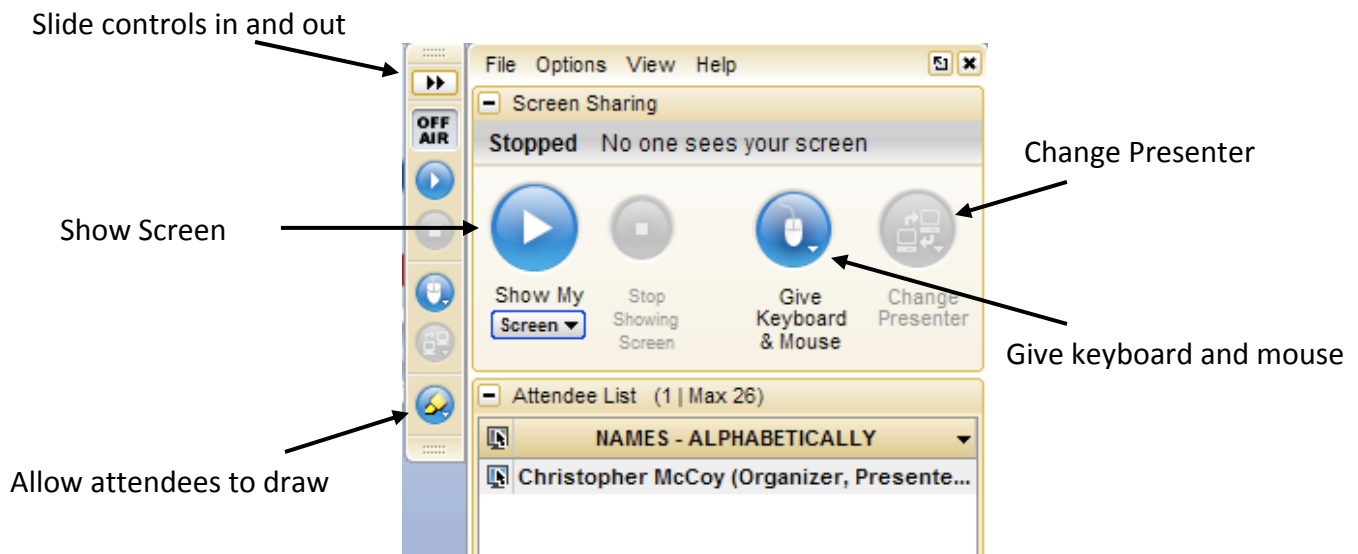 Slide controls in and out
File Options View Help
Screen Sharing
OFF
AIR
Stopped No one sees your screen
Change Presenter
Show Screen
Show My
Screen
Stop
Showing
Screen
Give
Keyboard
& Mouse
Change
Presenter
Give keyboard and mouse
Attendee List (1 | Max 26)
NAMES - ALPHABETICALLY
Christopher McCoy (Organizer, Presente...
Allow attendees to draw